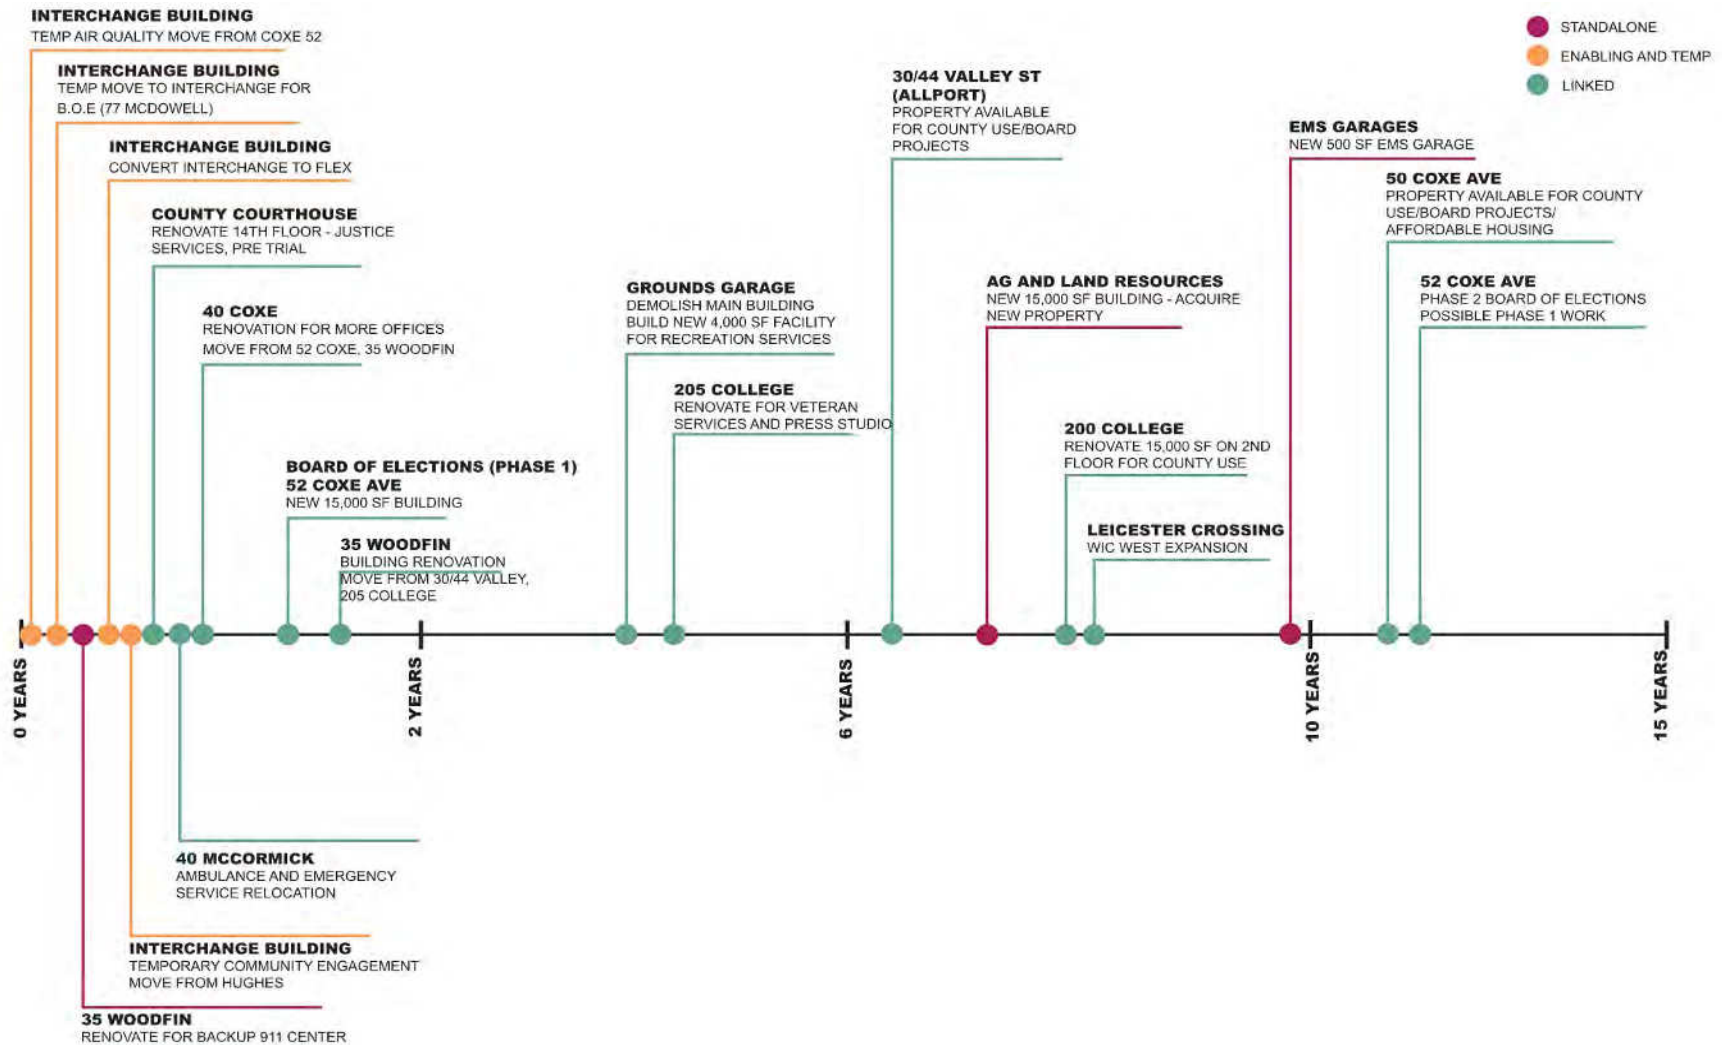 INTERCHANGE BUILDING
TEMP AIR QUALITY MOVE FROM COXE 52
INTERCHANGE BUILDING
TEMP MOVE TO INTERCHANGE FOR
B.O.E (77 MCDOWELL)
INTERCHANGE BUILDING
CONVERT INTERCHANGE TO FLEX
COUNTY COURTHOUSE
RENOVATE 14TH FLOOR - JUSTICE
SERVICES, PRE TRIAL
40 COXE
RENOVATION FOR MORE OFFICES
MOVE FROM 52 COXE, 35 WOODFIN
BOARD OF ELECTIONS (PHASE 1)
52 COXE AVE
NEW 15,000 SF BUILDING
35 WOODFIN
BUILDING RENOVATION
MOVE FROM 30/44 VALLEY,
205 COLLEGE
GROUNDS GARAGE
DEMOLISH MAIN BUILDING
BUILD NEW 4,000 SF FACILITY
FOR RECREATION SERVICES
205 COLLEGE
RENOVATE FOR VETERAN
SERVICES AND PRESS STUDIO
30/44 VALLEY ST
(ALLPORT)
PROPERTY AVAILABLE
FOR COUNTY USE/BOARD
PROJECTS
AG AND LAND RESOURCES
NEW 15,000 SF BUILDING - ACQUIRE
NEW PROPERTY
200 COLLEGE
RENOVATE 15,000 SF ON 2ND
FLOOR FOR COUNTY USE
LEICESTER CROSSING
WIC WEST EXPANSION
EMS GARAGES
NEW 500 SF EMS GARAGE
50 COXE AVE
PROPERTY AVAILABLE FOR COUNTY
USE/BOARD PROJECTS/
AFFORDABLE HOUSING
52 COXE AVE
PHASE 2 BOARD OF ELECTIONS
POSSIBLE PHASE 1 WORK
STANDALONE
ENABLING AND TEMP
LINKED
0 YEARS
2 YEARS
6 YEARS
10 YEARS
15 YEARS
40 MCCORMICK
AMBULANCE AND EMERGENCY
SERVICE RELOCATION
INTERCHANGE BUILDING
TEMPORARY COMMUNITY ENGAGEMENT
MOVE FROM HUGHES
35 WOODFIN
RENOVATE FOR BACKUP 911 CENTER